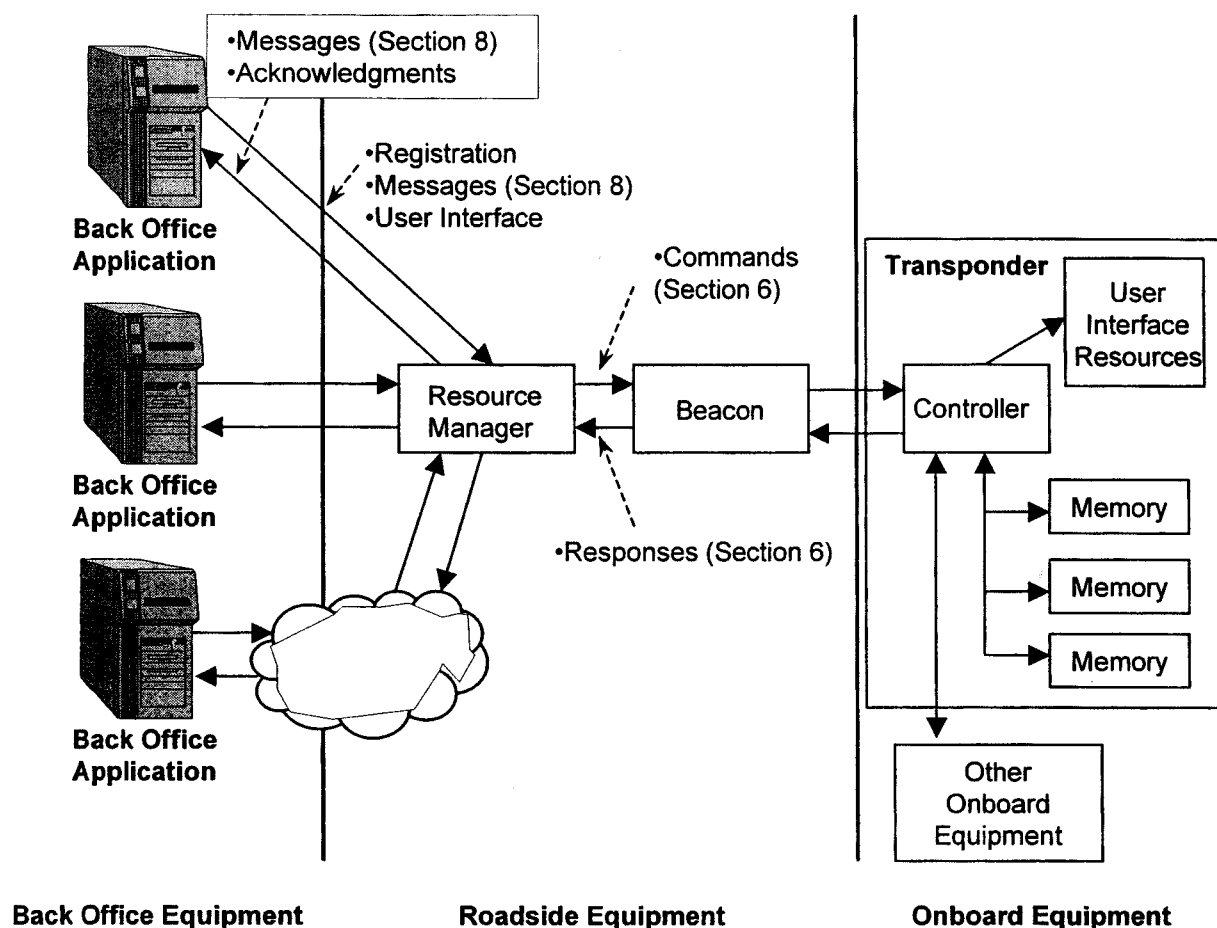 •Messages (Section 8)
•Acknowledgments
•Registration
•Messages (Section 8)
•User Interface
Back Office
Application
•Commands
(Section 6)
Transponder
User
Interface
Resources
Resource
Manager
Beacon
Controller
Back Office
Application
•Responses (Section 6)
Memory
Memory
Memory
Back Office
Application
Other
Onboard
Equipment
Back Office Equipment
Roadside Equipment
Onboard Equipment